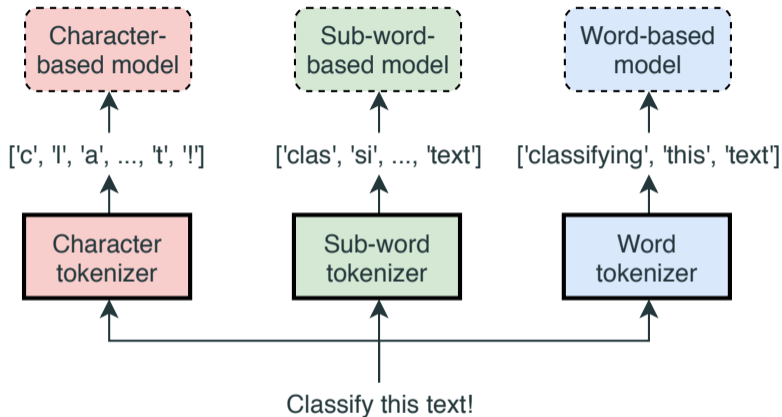 Character-
based model
Sub-word-
based model
Word-based
model
['c', 'l', 'a', ..., 't', '!']
['clas', 'si', ..., 'text']
['classifying', 'this', 'text']
Character
tokenizer
Sub-word
tokenizer
Word
tokenizer
Classify this text!